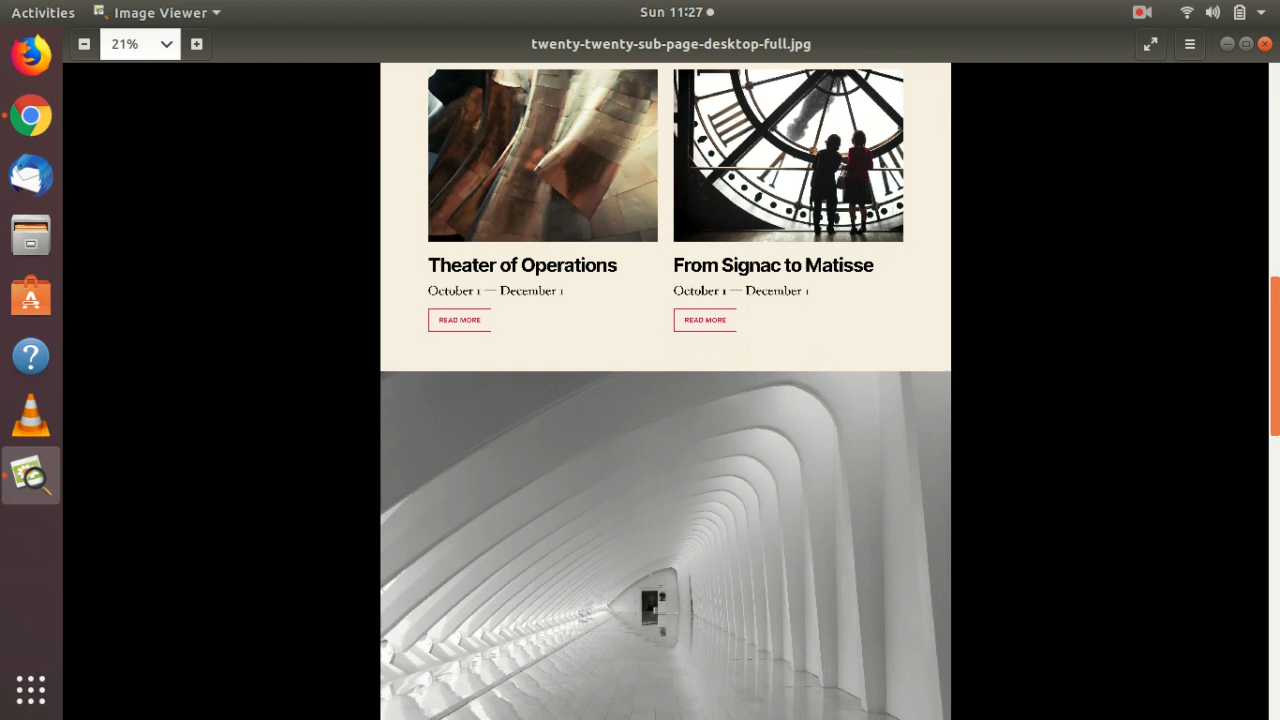 Activities Image Viewer Sun 11:27
21% twenty-twenty-sub-page-desktop-full.jpg
Theater of Operations
October 1 — December 1
READ MORE
From Signac to Matisse
October 1 — December 1
READ MORE